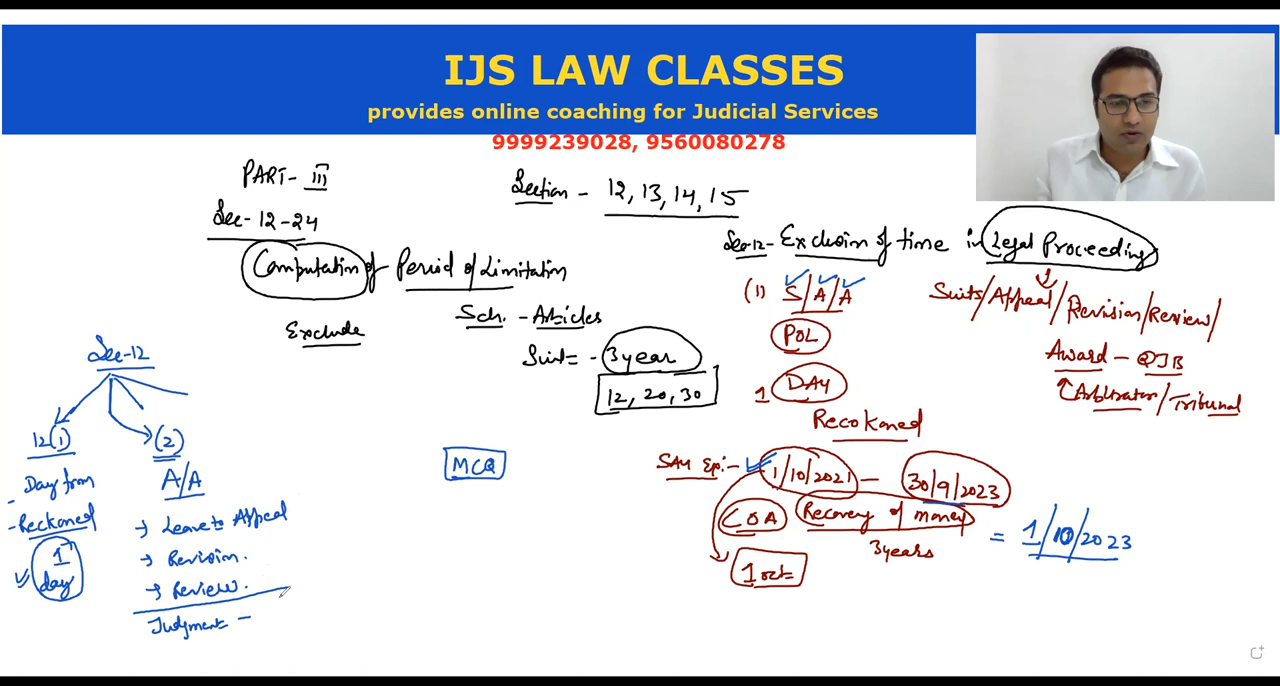 IJS LAW CLASSES
provides online coaching for Judicial Services
9999239028, 9560080278
PART- III
Sec-12-24
Computation of Period of Limitation
Exclude
Sch. - Articles
Suit= - 3 year
12, 20, 30
Section - 12, 13, 14, 15
Sec-12- Exclusion of time in Legal Proceeding
(1) S/A/A
POL
1 DAY
Recokoned
Suits/Appeal/Revision/Review/
Award - QJB
Arbitrator/Tribunal
SAY Ex:- 1/10/2021 - 30/9/2023
COA Recovery of money
3years
= 1/10/2023
1 oct
MCQ
Sec-12
12(1) (2)
Day from
-Reckoned
1
day
A/A
→ Leave to Appeal
→ Revision.
→ Review.
Judgment -